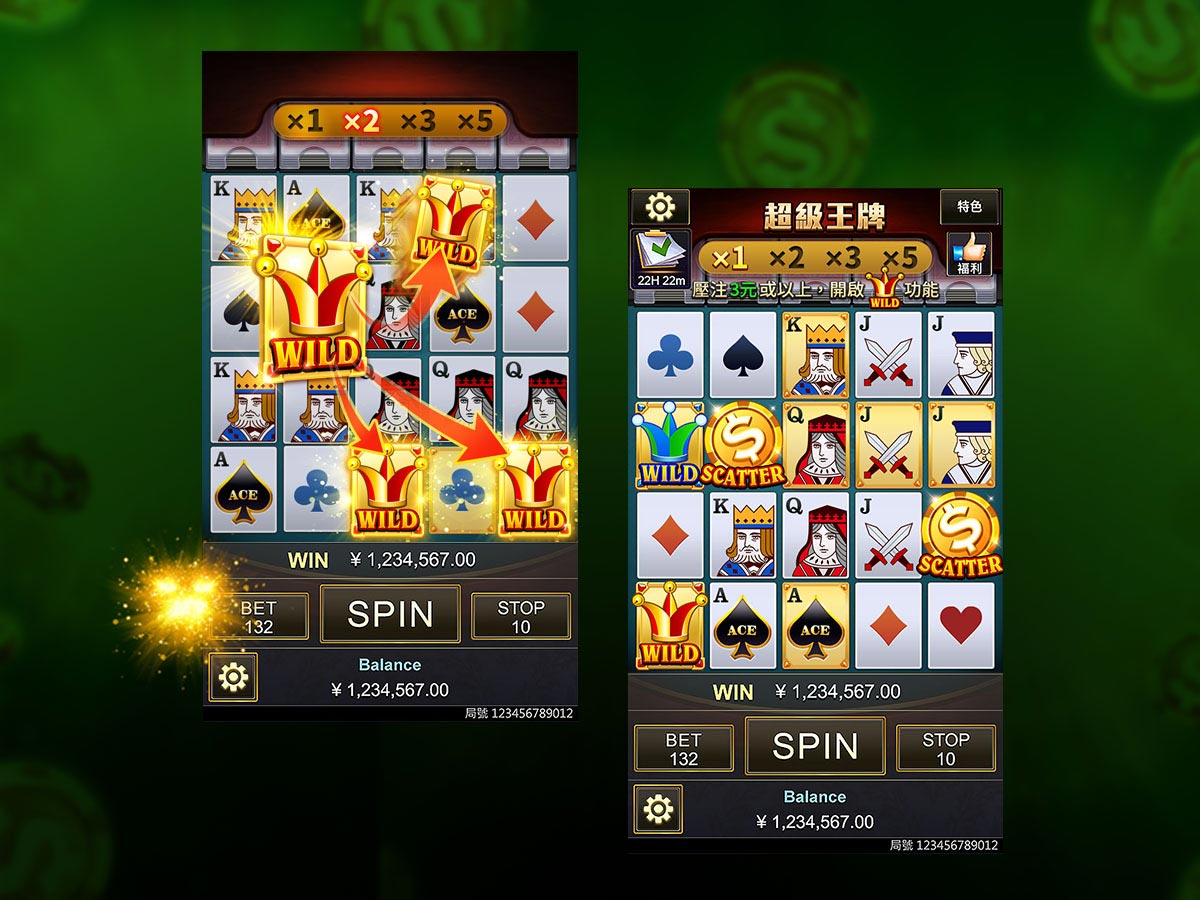 ×1 ×2 ×3 ×5
K A K WILD
ACE
WILD
ACE
K Q Q
A WILD WILD
ACE
WIN ¥ 1,234,567.00
BET
132
SPIN
STOP
10
Balance
¥ 1,234,567.00
局號 123456789012
超級王牌
特色
22H 22m
×1 ×2 ×3 ×5
福利
壓注3元或以上，開啟 WILD 功能
K J J
WILD SCATTER Q J J
K Q J SCATTER
WILD A A
ACE ACE
WIN ¥ 1,234,567.00
BET
132
SPIN
STOP
10
Balance
¥ 1,234,567.00
局號 123456789012